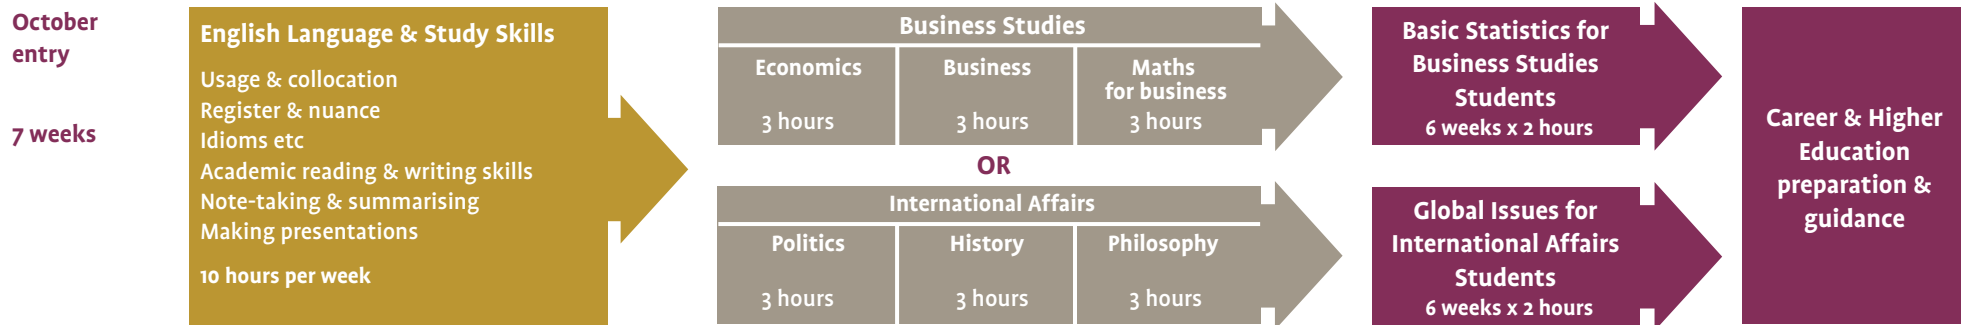 October
entry
7 weeks
English Language & Study Skills
Usage & collocation
Register & nuance
Idioms etc
Academic reading & writing skills
Note-taking & summarising
Making presentations
10 hours per week
Business Studies
Economics
3 hours
Business
3 hours
Maths
for business
3 hours
OR
International Affairs
Politics
3 hours
History
3 hours
Philosophy
3 hours
Basic Statistics for
Business Studies
Students
6 weeks x 2 hours
Global Issues for
International Affairs
Students
6 weeks x 2 hours
Career & Higher
Education
preparation &
guidance